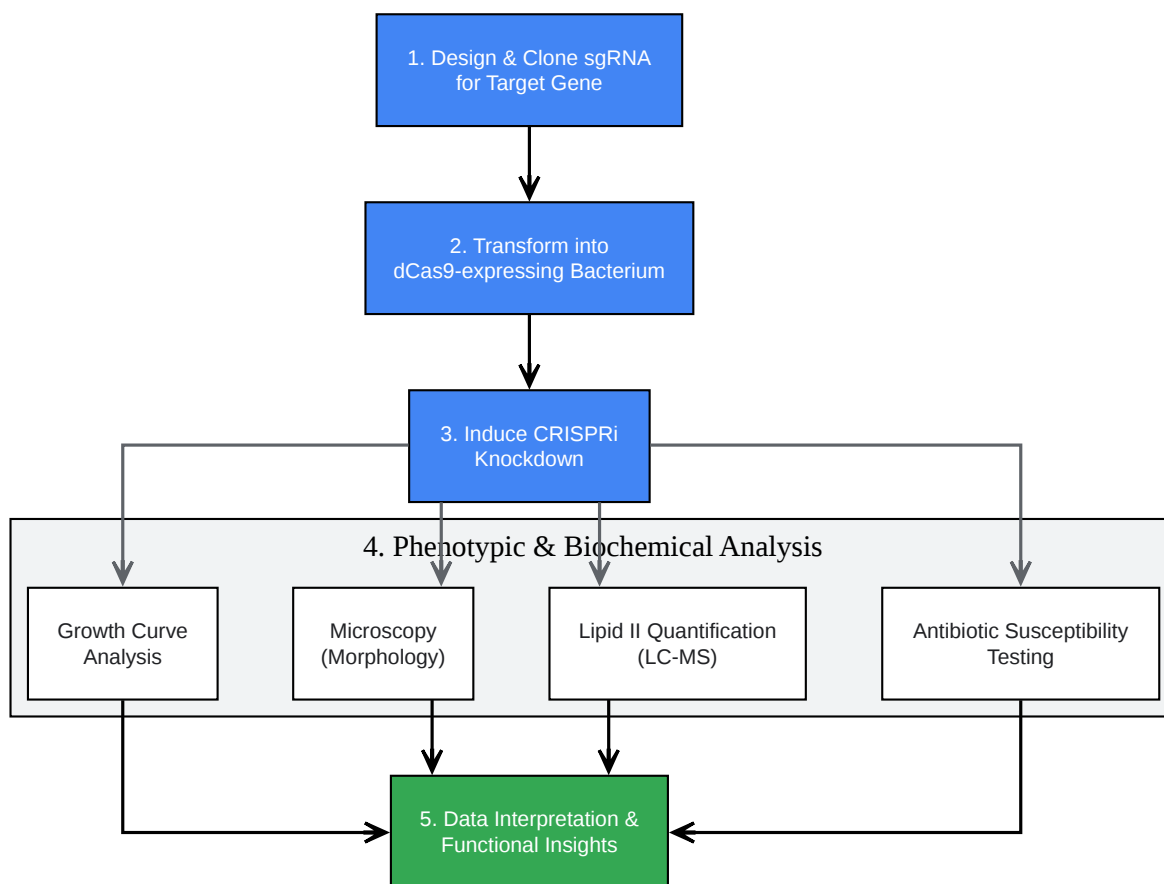 1. Design & Clone sgRNA
for Target Gene
2. Transform into
dCas9-expressing Bacterium
3. Induce CRISPRi
Knockdown
4. Phenotypic & Biochemical Analysis
Growth Curve
Analysis
Microscopy
(Morphology)
Lipid II Quantification
(LC-MS)
Antibiotic Susceptibility
Testing
5. Data Interpretation &
Functional Insights